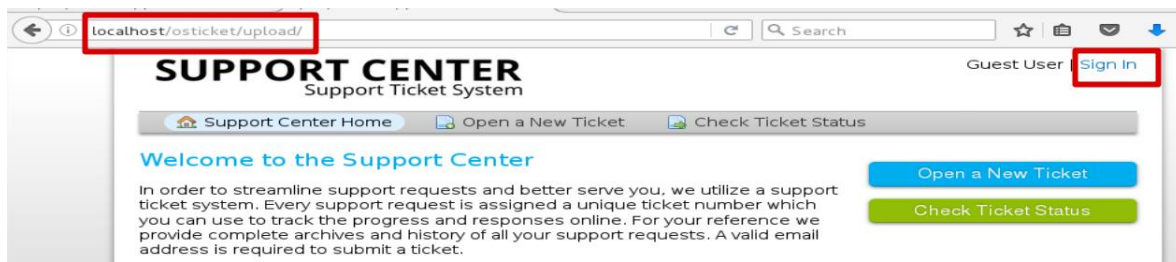 localhost/osticket/upload/
Search
SUPPORT CENTER
Support Ticket System
Guest User | Sign In
Support Center Home Open a New Ticket Check Ticket Status
Welcome to the Support Center
In order to streamline support requests and better serve you, we utilize a support
ticket system. Every support request is assigned a unique ticket number which
you can use to track the progress and responses online. For your reference we
provide complete archives and history of all your support requests. A valid email
address is required to submit a ticket.
Open a New Ticket
Check Ticket Status